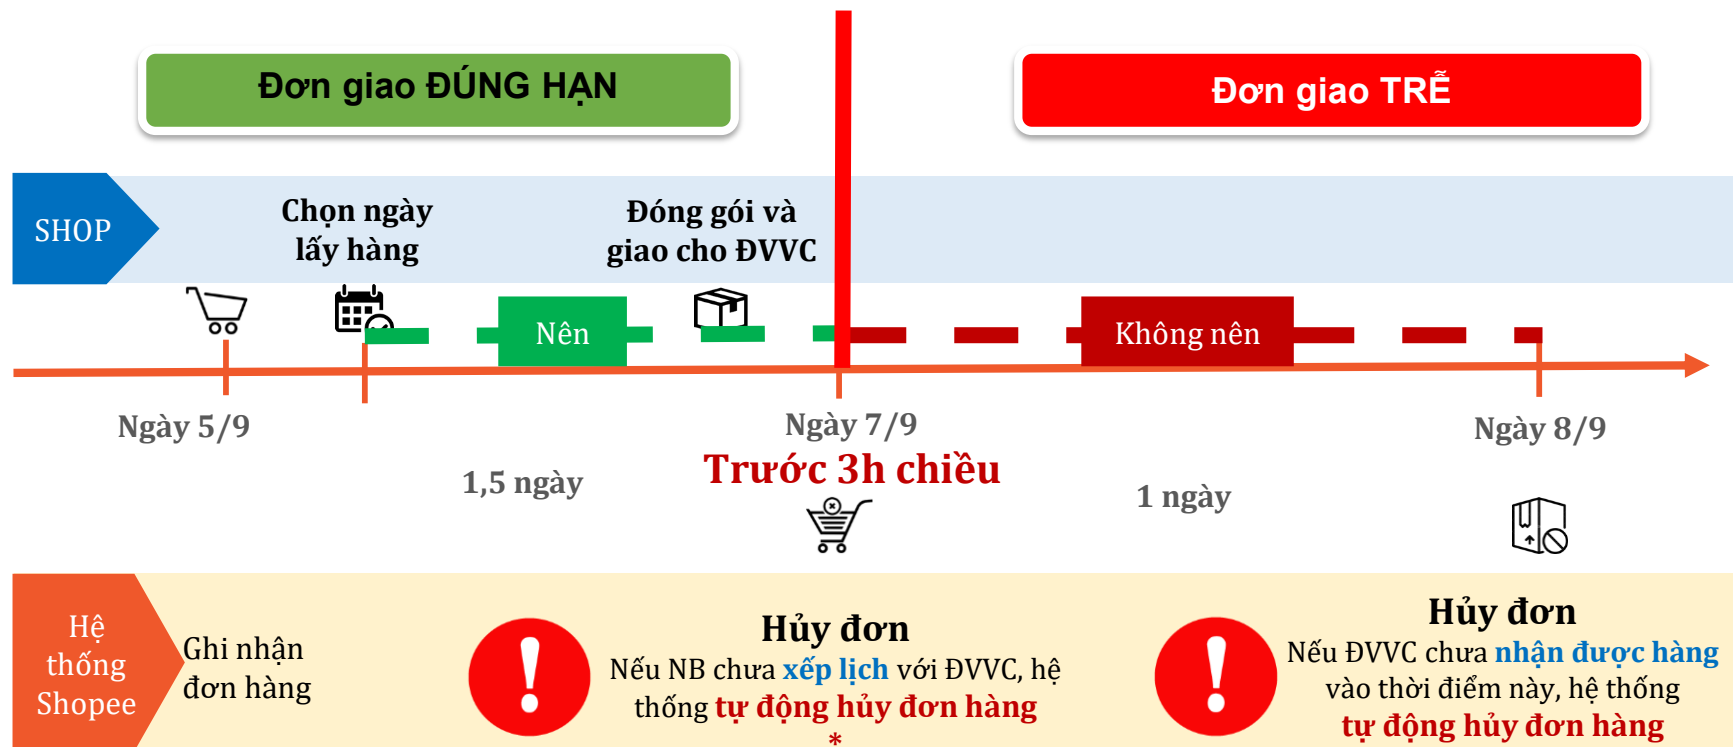 Đơn giao ĐÚNG HẠN
Đơn giao TRỄ
SHOP
Chọn ngày
lấy hàng
Đóng gói và
giao cho ĐVVC
Nên
Không nên
Ngày 5/9
Ngày 7/9
Trước 3h chiều
Ngày 8/9
1,5 ngày
1 ngày
Hệ
thống
Shopee
Ghi nhận
đơn hàng
Hủy đơn
Nếu NB chưa xếp lịch với ĐVVC, hệ
thống tự động hủy đơn hàng
*
Hủy đơn
Nếu ĐVVC chưa nhận được hàng
vào thời điểm này, hệ thống
tự động hủy đơn hàng